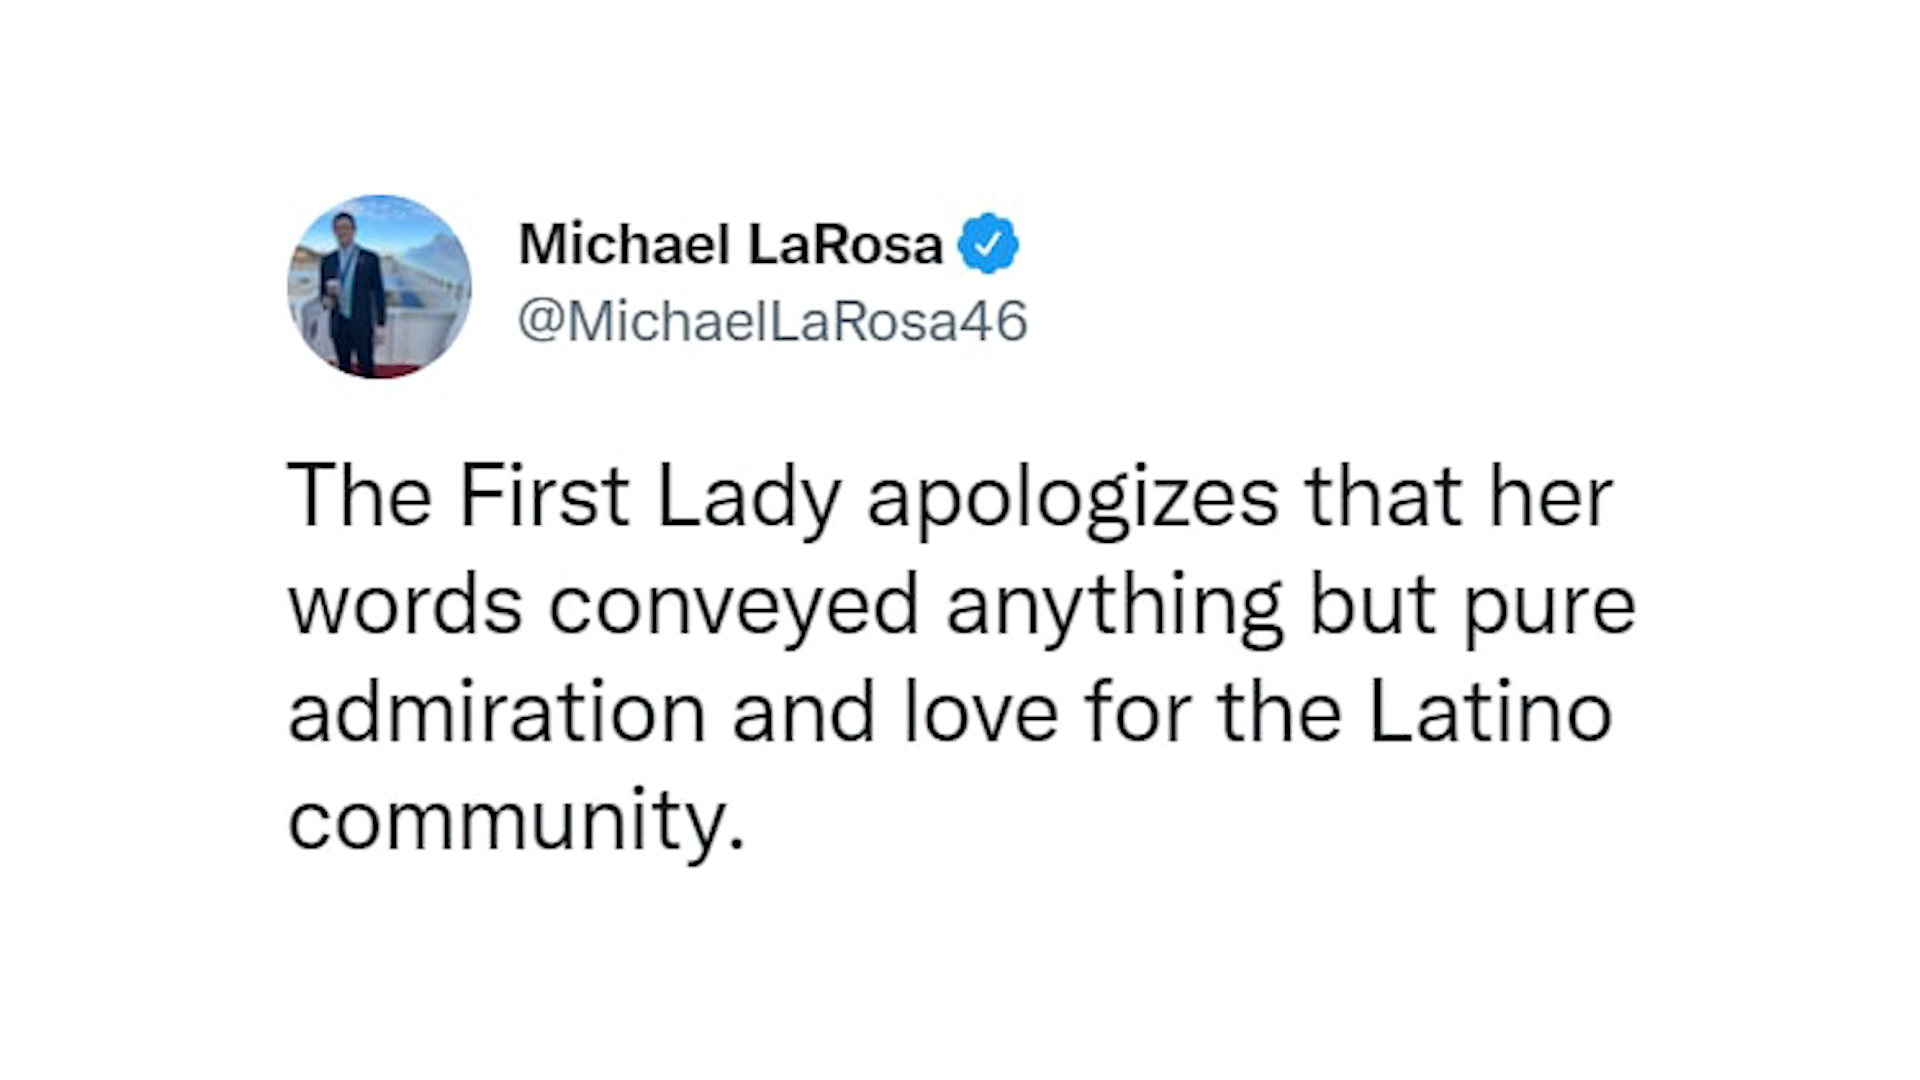 Michael LaRosa
@MichaelLaRosa46
The First Lady apologizes that her
words conveyed anything but pure
admiration and love for the Latino
community.